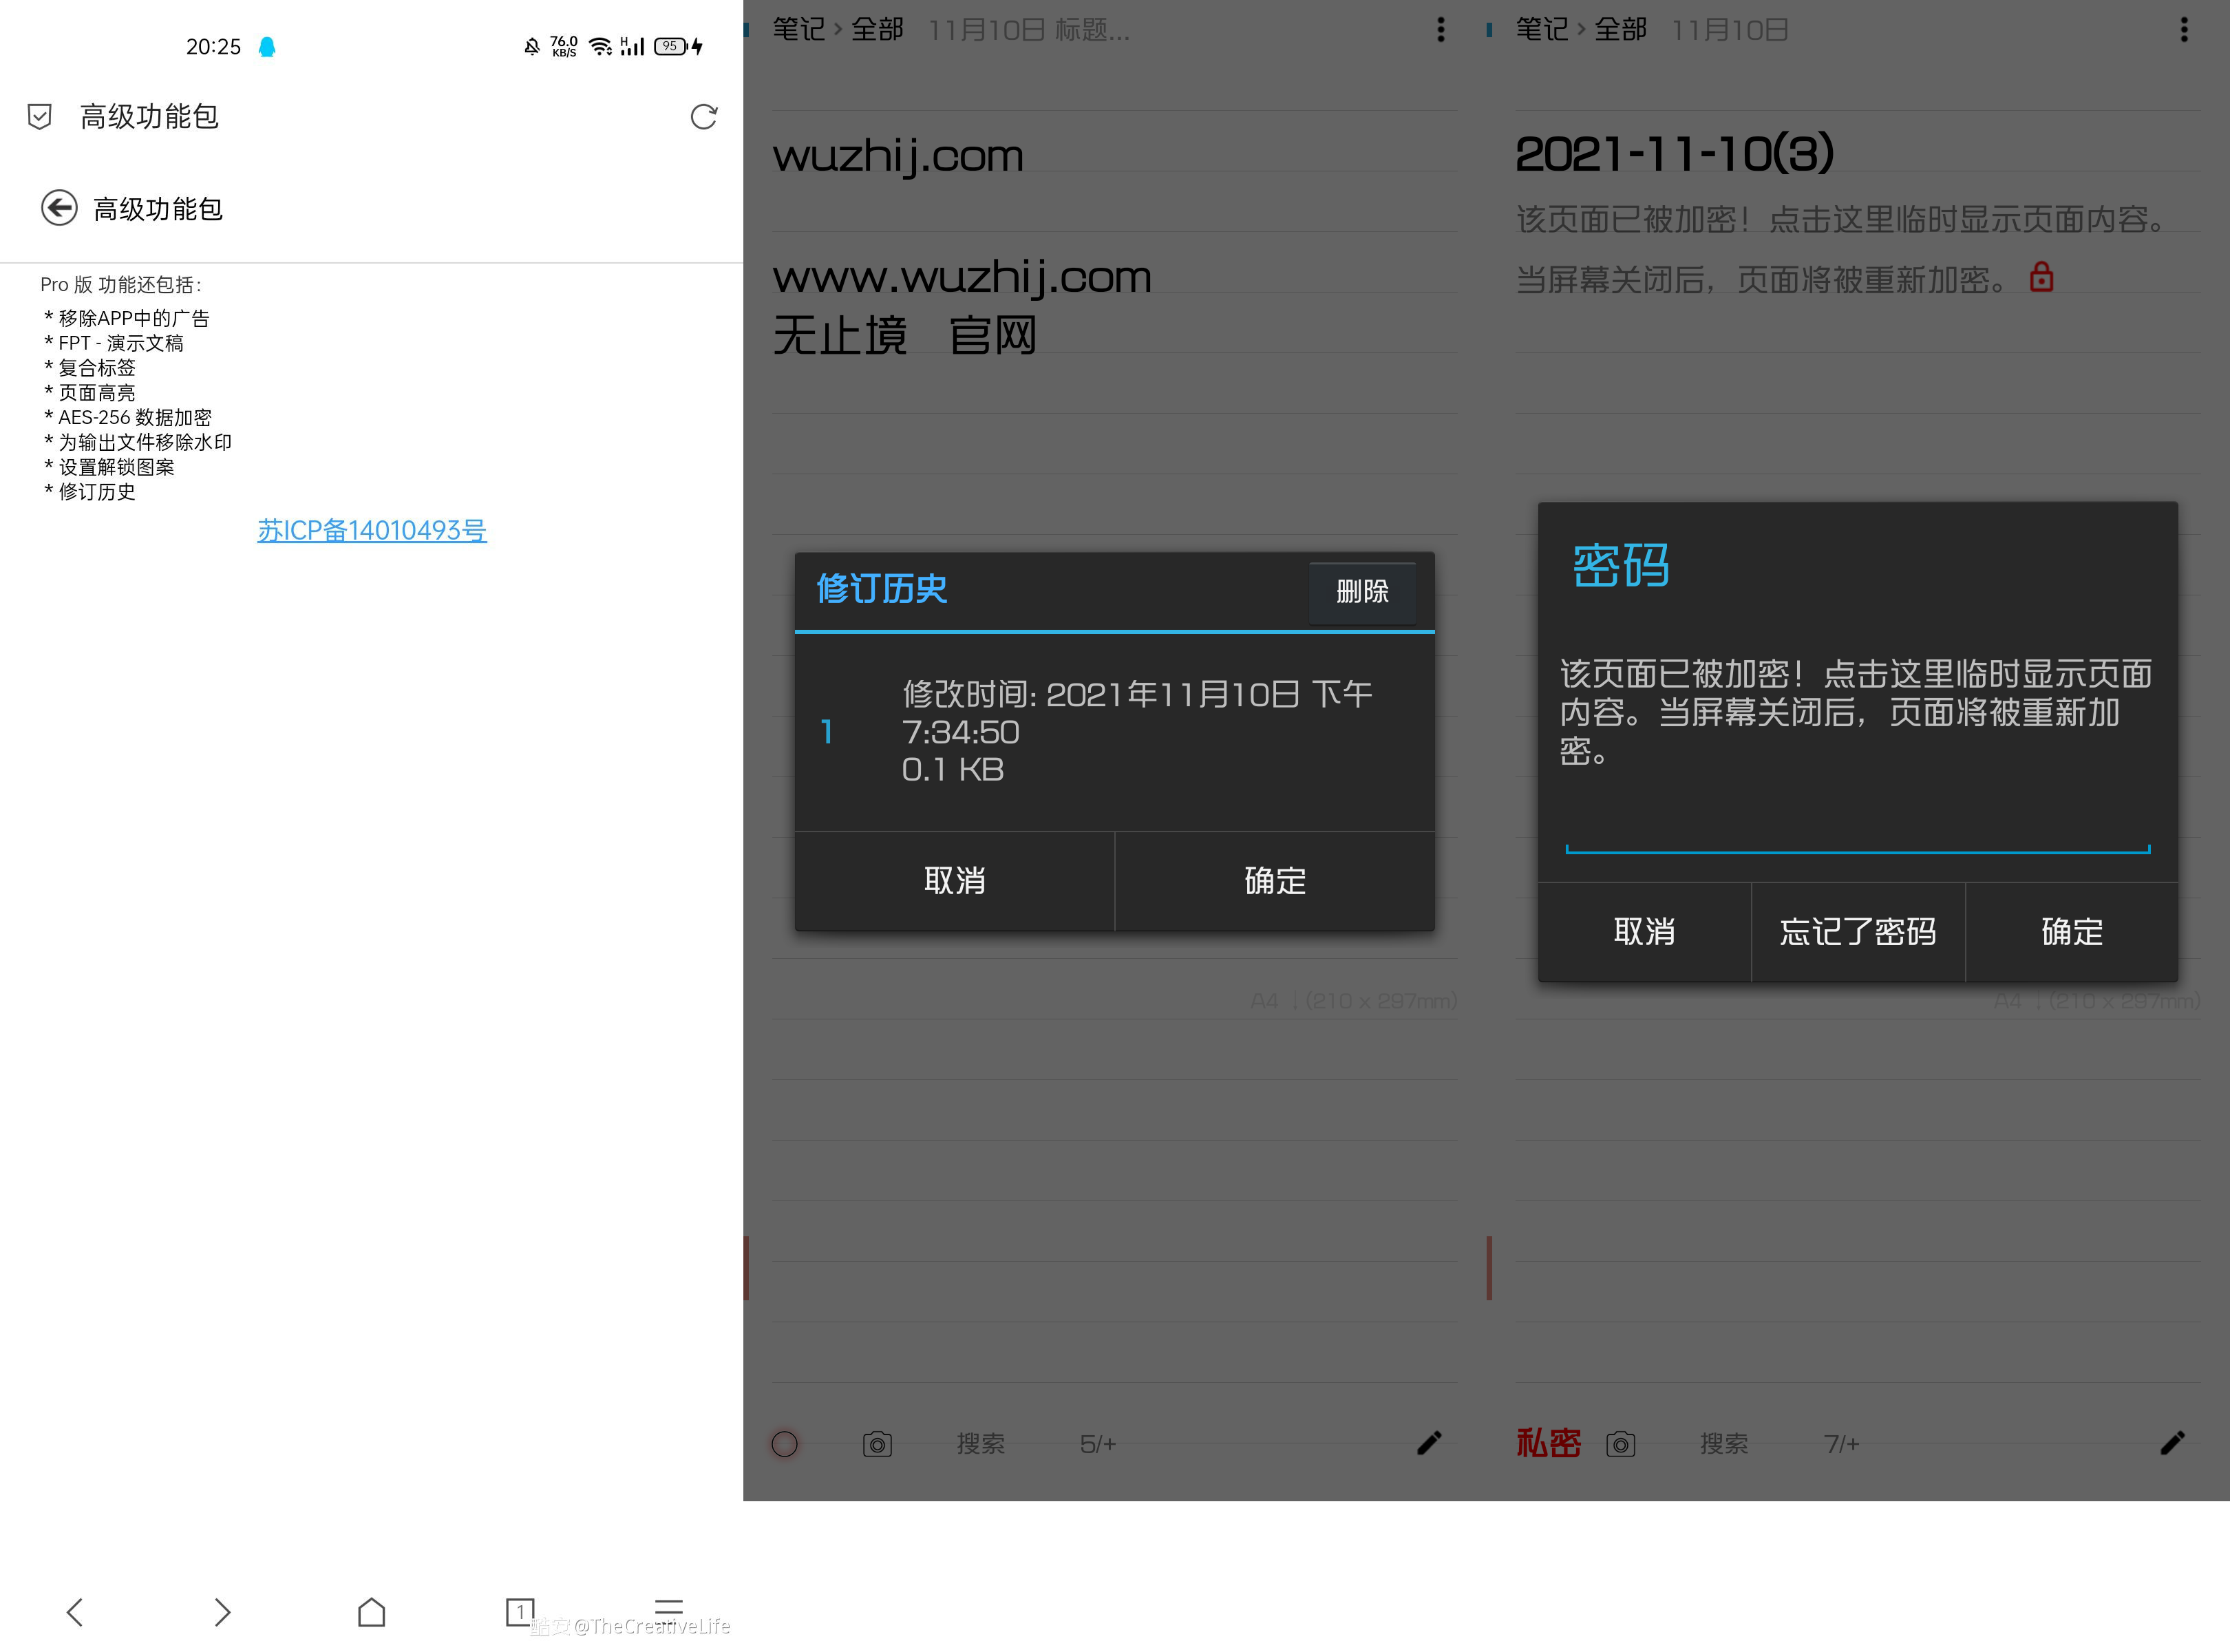 20:25
76.0 KB/S
H
95
高级功能包
高级功能包
Pro 版 功能还包括:
* 移除APP中的广告
* FPT - 演示文稿
* 复合标签
* 页面高亮
* AES-256 数据加密
* 为输出文件移除水印
* 设置解锁图案
* 修订历史
苏ICP备14010493号
1
酷安 @TheCreativeLife
笔记 › 全部 11月10日 标题...
wuzhij.com
www.wuzhij.com
无止境 官网
修订历史
删除
1
修改时间: 2021年11月10日 下午
7:34:50
0.1 KB
取消
确定
A4 ↓ (210 x 297mm)
搜索
5/+
笔记 › 全部 11月10日
2021-11-10(3)
该页面已被加密！点击这里临时显示页面内容。
当屏幕关闭后，页面将被重新加密。
密码
该页面已被加密！点击这里临时显示页面
内容。当屏幕关闭后，页面将被重新加
密。
取消
忘记了密码
确定
A4 ↓ (210 x 297mm)
私密
搜索
7/+